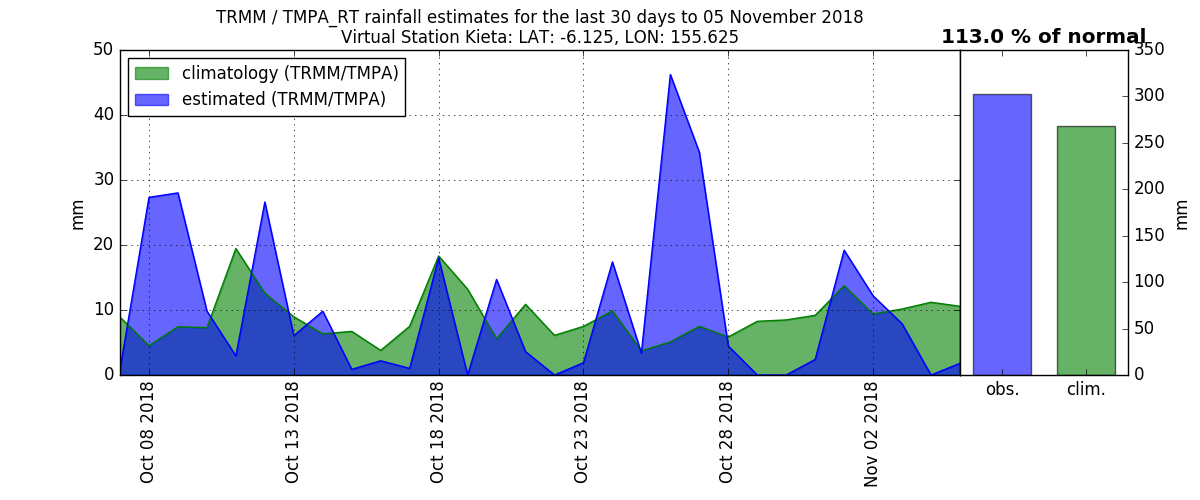 TRMM / TMPA_RT rainfall estimates for the last 30 days to 05 November 2018
Virtual Station Kieta: LAT: -6.125, LON: 155.625
113.0 % of normal
climatology (TRMM/TMPA)
estimated (TRMM/TMPA)
mm
50
40
30
20
10
0
Oct 08 2018
Oct 13 2018
Oct 18 2018
Oct 23 2018
Oct 28 2018
Nov 02 2018
obs.
clim.
350
300
250
200
150
100
50
0
mm